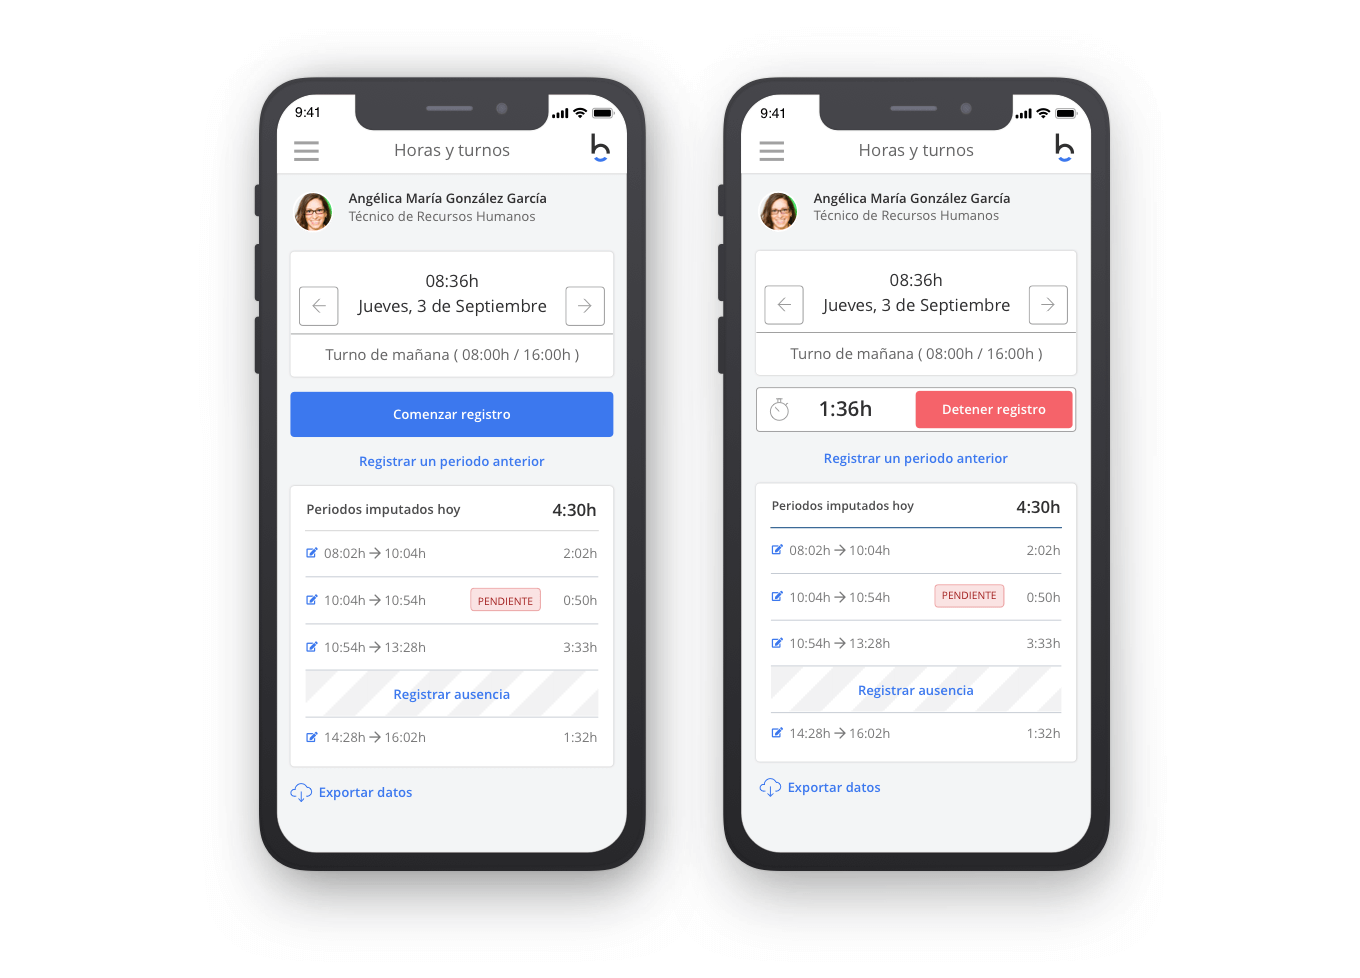 9:41
Horas y turnos
b
Angélica María González García
Técnico de Recursos Humanos
08:36h
Jueves, 3 de Septiembre
Turno de mañana ( 08:00h / 16:00h )
Comenzar registro
Registrar un periodo anterior
Periodos imputados hoy 4:30h
08:02h → 10:04h 2:02h
10:04h → 10:54h PENDIENTE 0:50h
10:54h → 13:28h 3:33h
Registrar ausencia
14:28h → 16:02h 1:32h
Exportar datos
9:41
Horas y turnos
b
Angélica María González García
Técnico de Recursos Humanos
08:36h
Jueves, 3 de Septiembre
Turno de mañana ( 08:00h / 16:00h )
1:36h Detener registro
Registrar un periodo anterior
Periodos imputados hoy 4:30h
08:02h → 10:04h 2:02h
10:04h → 10:54h PENDIENTE 0:50h
10:54h → 13:28h 3:33h
Registrar ausencia
14:28h → 16:02h 1:32h
Exportar datos